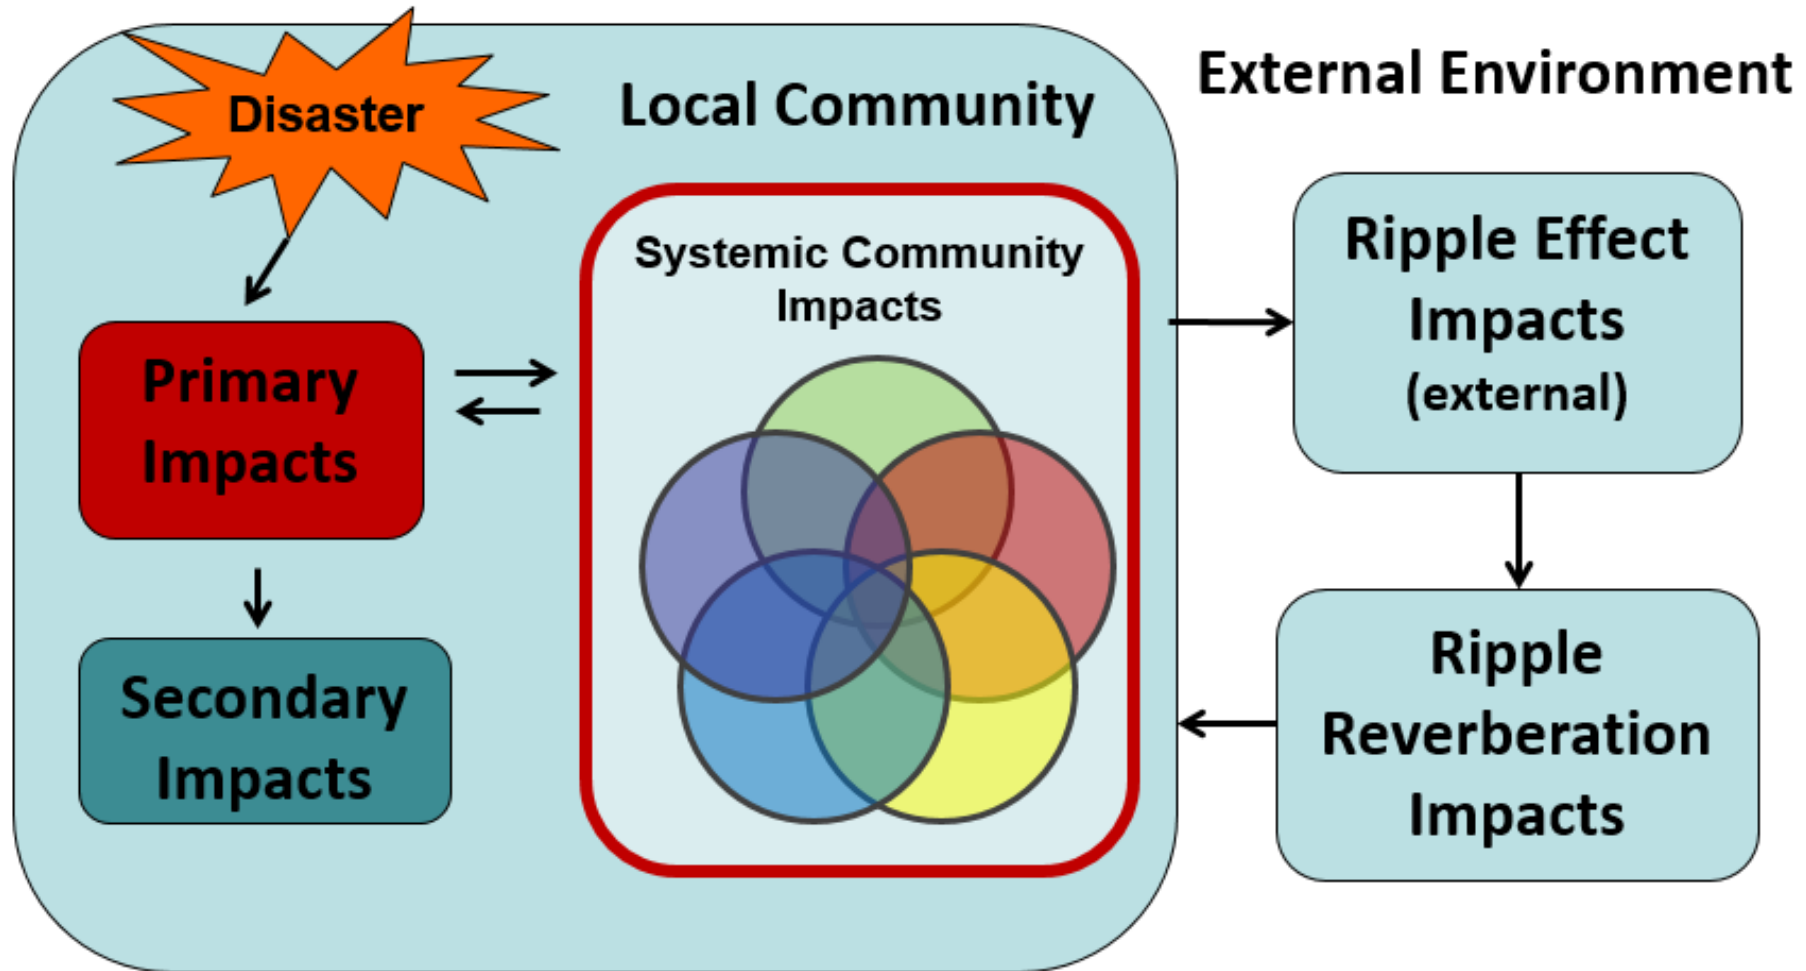 Disaster
Local Community
External Environment
Primary
Impacts
Secondary
Impacts
Systemic Community
Impacts
Ripple Effect
Impacts
(external)
Ripple
Reverberation
Impacts